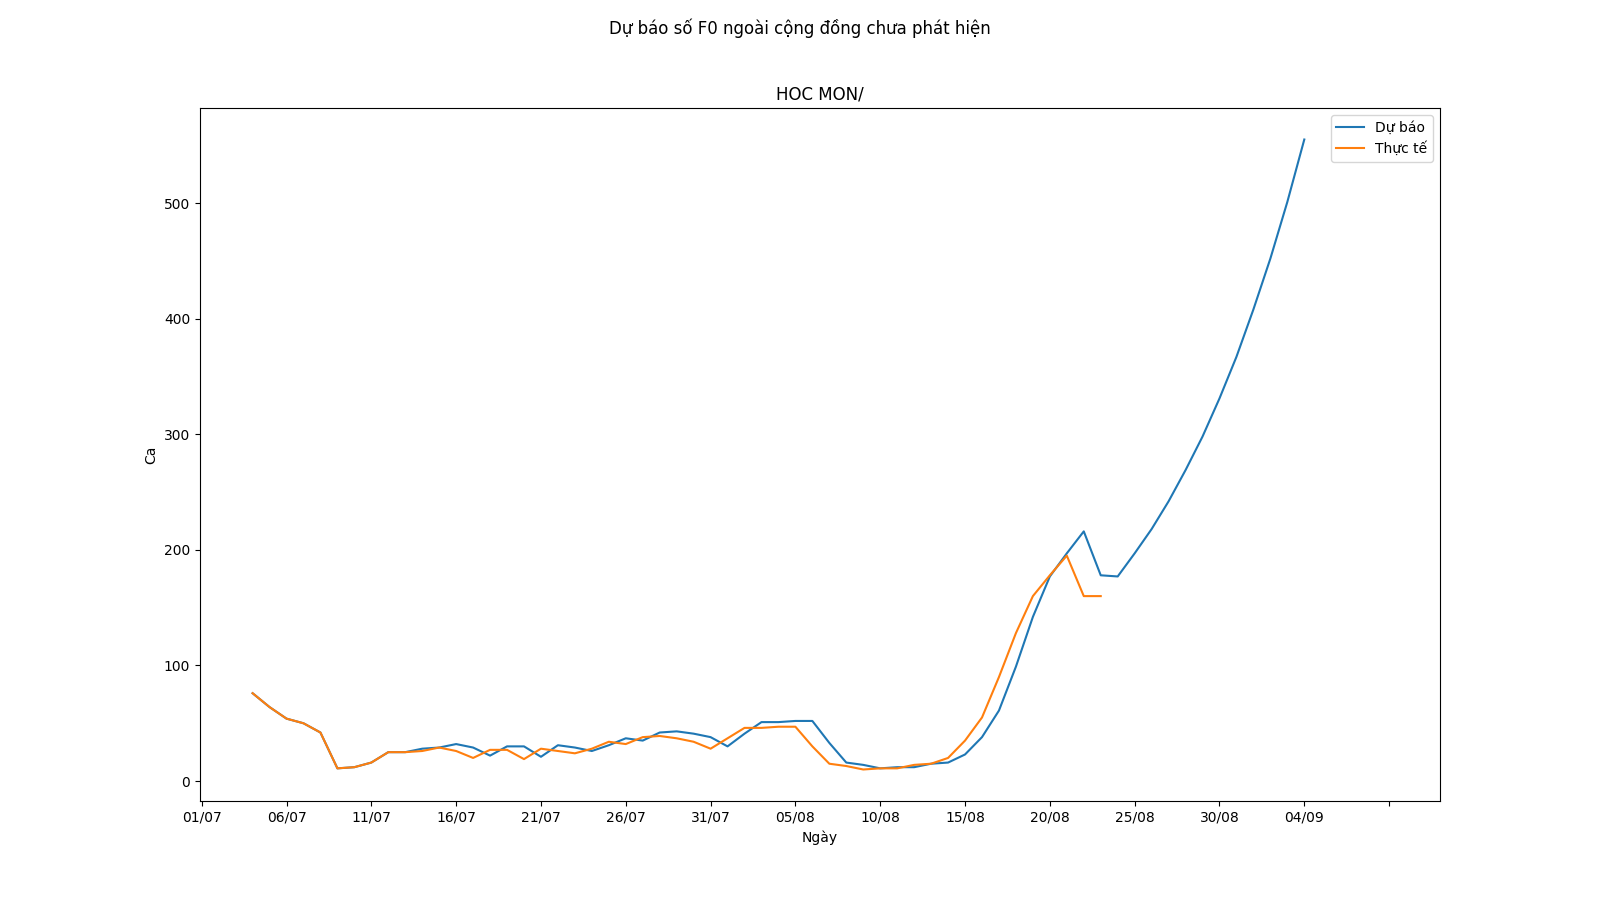 Dự báo số F0 ngoài cộng đồng chưa phát hiện
HOC MON/
Dự báo
Thực tế
500
400
300
200
100
0
Ca
01/07 06/07 11/07 16/07 21/07 26/07 31/07 05/08 10/08 15/08 20/08 25/08 30/08 04/09
Ngày